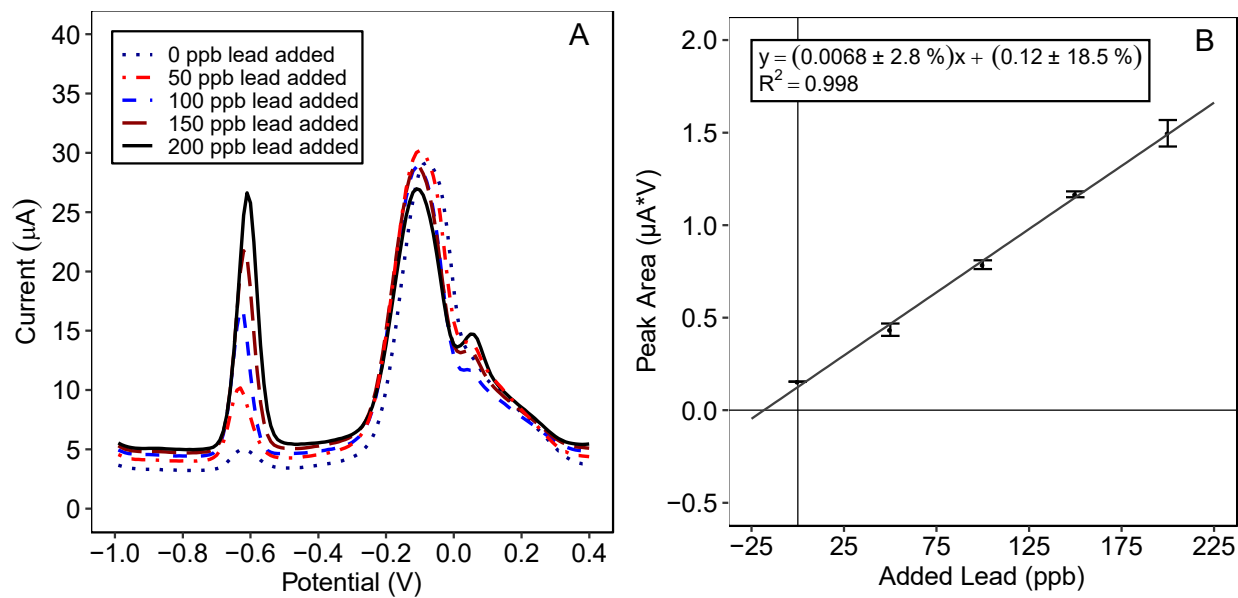 A
0 ppb lead added
50 ppb lead added
100 ppb lead added
150 ppb lead added
200 ppb lead added
40
35
30
25
20
15
10
5
0
Current (μA)
−1.0 −0.8 −0.6 −0.4 −0.2 0.0 0.2 0.4
Potential (V)
B
y = (0.0068 ± 2.8 %)x + (0.12 ± 18.5 %)
R² = 0.998
2.0
1.5
1.0
0.5
0.0
−0.5
Peak Area (μA*V)
−25 25 75 125 175 225
Added Lead (ppb)